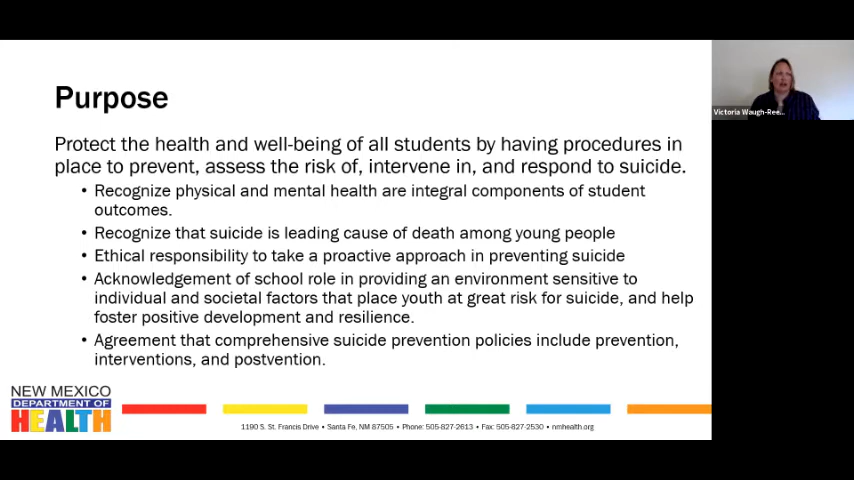 Purpose
Protect the health and well-being of all students by having procedures in
place to prevent, assess the risk of, intervene in, and respond to suicide.
• Recognize physical and mental health are integral components of student
outcomes.
• Recognize that suicide is leading cause of death among young people
• Ethical responsibility to take a proactive approach in preventing suicide
• Acknowledgement of school role in providing an environment sensitive to
individual and societal factors that place youth at great risk for suicide, and help
foster positive development and resilience.
• Agreement that comprehensive suicide prevention policies include prevention,
interventions, and postvention.
NEW MEXICO
DEPARTMENT OF
HEALTH
1190 S. St. Francis Drive • Santa Fe, NM 87505 • Phone: 505-827-2613 • Fax: 505-827-2530 • nmhealth.org
Victoria Waugh-Ree...